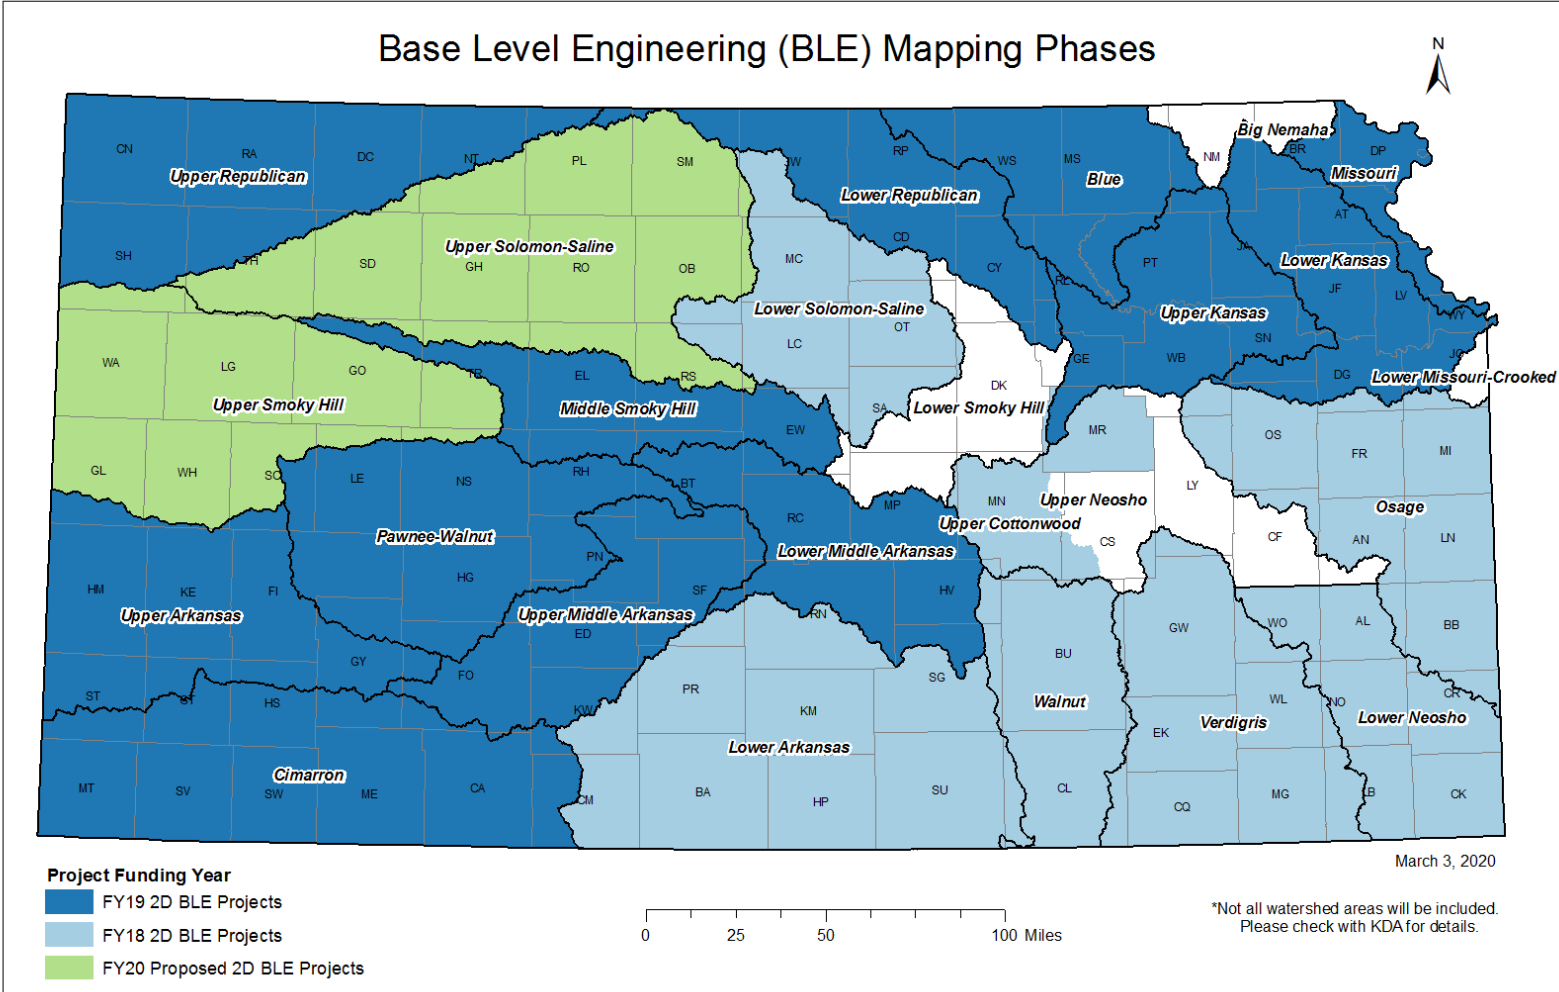 Base Level Engineering (BLE) Mapping Phases
N
Big Nemaha
CN
RA
DC
NT
PL
SM
JW
RP
WS
MS
NM
BR
DP
Upper Republican
Lower Republican
Blue
Missouri
SH
TH
SD
GH
RO
OB
MC
CD
CY
RL
PT
JA
AT
Upper Solomon-Saline
Lower Kansas
JF
LV
WY
Lower Solomon-Saline
OT
Upper Kansas
SN
WA
LG
GO
TR
EL
RS
LC
DK
GE
WB
DG
JO
Lower Missouri-Crooked
Upper Smoky Hill
Middle Smoky Hill
SA
Lower Smoky Hill
EW
MR
OS
FR
MI
GL
WH
SC
LE
NS
RH
BT
RC
MP
MN
Upper Neosho
LY
Osage
Upper Cottonwood
CS
CF
AN
LN
Pawnee-Walnut
Lower Middle Arkansas
PN
HM
KE
FI
HG
SF
HV
Upper Arkansas
Upper Middle Arkansas
RN
ED
GW
WO
AL
BB
GY
FO
BU
SG
ST
GT
HS
KW
PR
KM
Walnut
WL
NO
CR
Verdigris
Lower Neosho
EK
Lower Arkansas
Cimarron
MT
SV
SW
ME
CA
CM
BA
HP
SU
CL
CQ
MG
LB
CK
March 3, 2020
Project Funding Year
FY19 2D BLE Projects
FY18 2D BLE Projects
FY20 Proposed 2D BLE Projects
0 25 50 100 Miles
*Not all watershed areas will be included.
Please check with KDA for details.